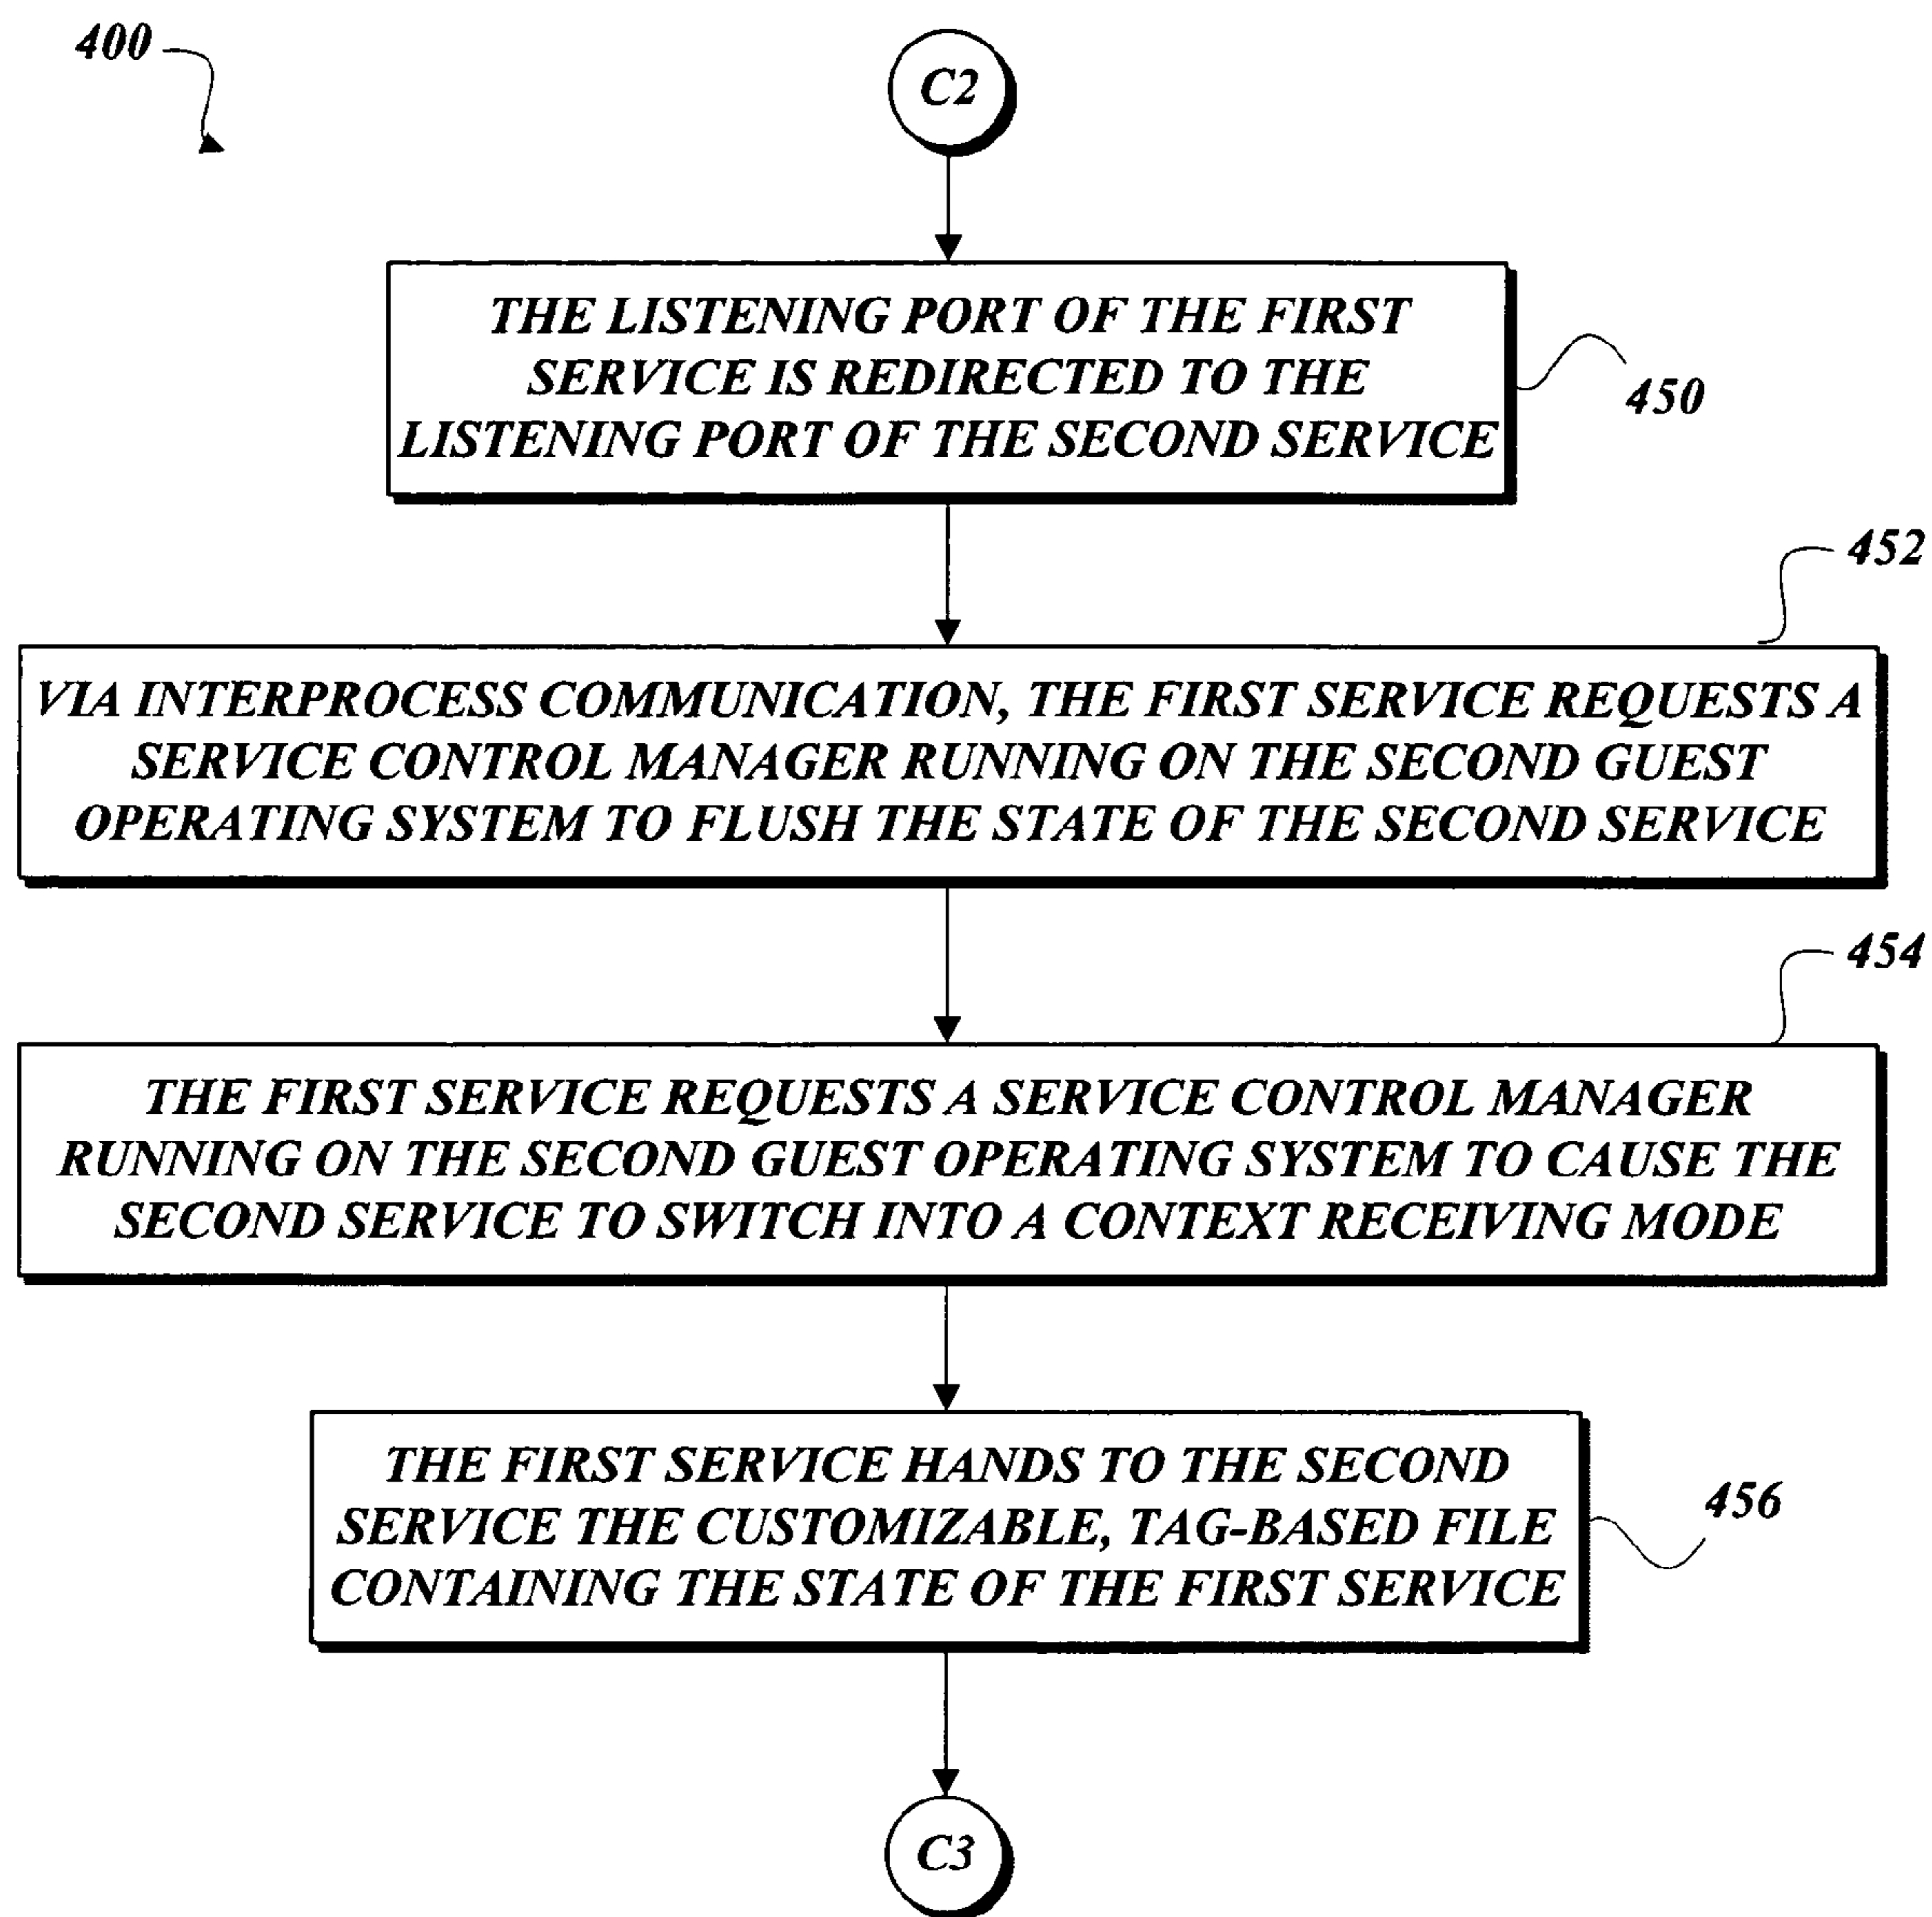 400
C2
THE LISTENING PORT OF THE FIRST
SERVICE IS REDIRECTED TO THE
LISTENING PORT OF THE SECOND SERVICE
450
452
VIA INTERPROCESS COMMUNICATION, THE FIRST SERVICE REQUESTS A
SERVICE CONTROL MANAGER RUNNING ON THE SECOND GUEST
OPERATING SYSTEM TO FLUSH THE STATE OF THE SECOND SERVICE
454
THE FIRST SERVICE REQUESTS A SERVICE CONTROL MANAGER
RUNNING ON THE SECOND GUEST OPERATING SYSTEM TO CAUSE THE
SECOND SERVICE TO SWITCH INTO A CONTEXT RECEIVING MODE
THE FIRST SERVICE HANDS TO THE SECOND
SERVICE THE CUSTOMIZABLE, TAG-BASED FILE
CONTAINING THE STATE OF THE FIRST SERVICE
456
C3